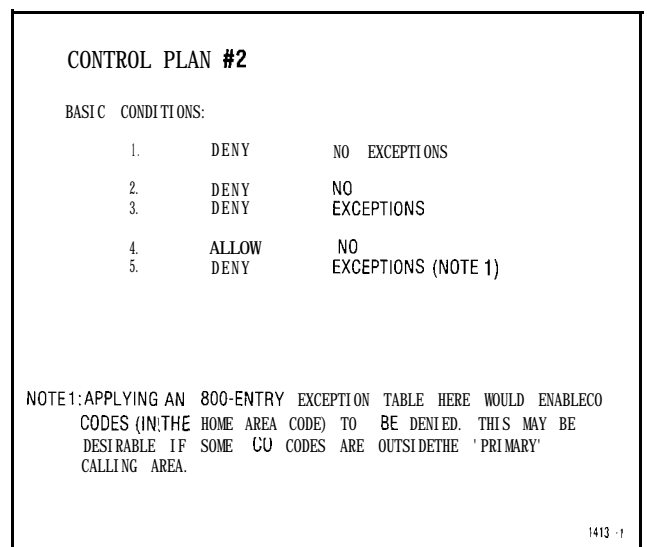 CONTROL PLAN #2
BASIC CONDITIONS:
1. DENY NO EXCEPTIONS
2. DENY NO
3. DENY EXCEPTIONS
4. ALLOW NO
5. DENY EXCEPTIONS (NOTE 1)
NOTE1: APPLYING AN 800-ENTRY EXCEPTION TABLE HERE WOULD ENABLECO
CODES (IN THE HOME AREA CODE) TO BE DENIED. THIS MAY BE
DESIRABLE IF SOME CO CODES ARE OUTSIDETHE 'PRIMARY'
CALLING AREA.
1413-1